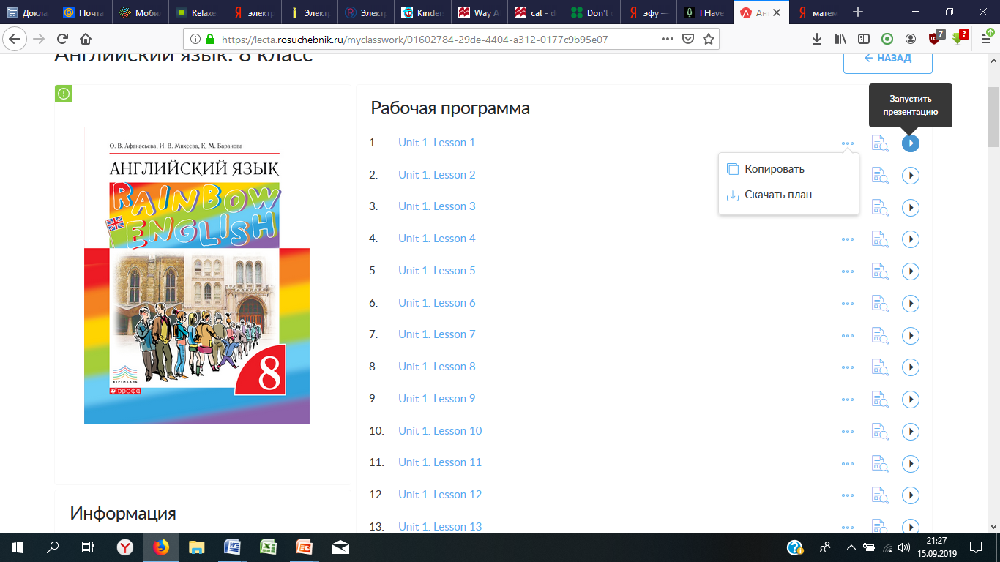 Докла
Почта
Мобил
Relaxe
электр
Электр
Электр
Kinder
Way A
cat - d
Don't g
эфу —
I Have
Ан
матем
https://lecta.rosuchebnik.ru/myclasswork/01602784-29de-4404-a312-0177c9b95e07
7
?
Английский язык. 8 класс
← НАЗАД
О. В. Афанасьева, И. В. Михеева, К. М. Баранова
АНГЛИЙСКИЙ ЯЗЫК
RAINBOW
ENGLISH
ВЕРТИКАЛЬ
ДРОФА
8
Информация
Рабочая программа
Запустить
презентацию
1. Unit 1. Lesson 1
Копировать
Скачать план
2. Unit 1. Lesson 2
3. Unit 1. Lesson 3
4. Unit 1. Lesson 4
5. Unit 1. Lesson 5
6. Unit 1. Lesson 6
7. Unit 1. Lesson 7
8. Unit 1. Lesson 8
9. Unit 1. Lesson 9
10. Unit 1. Lesson 10
11. Unit 1. Lesson 11
12. Unit 1. Lesson 12
13. Unit 1. Lesson 13
21:27
15.09.2019